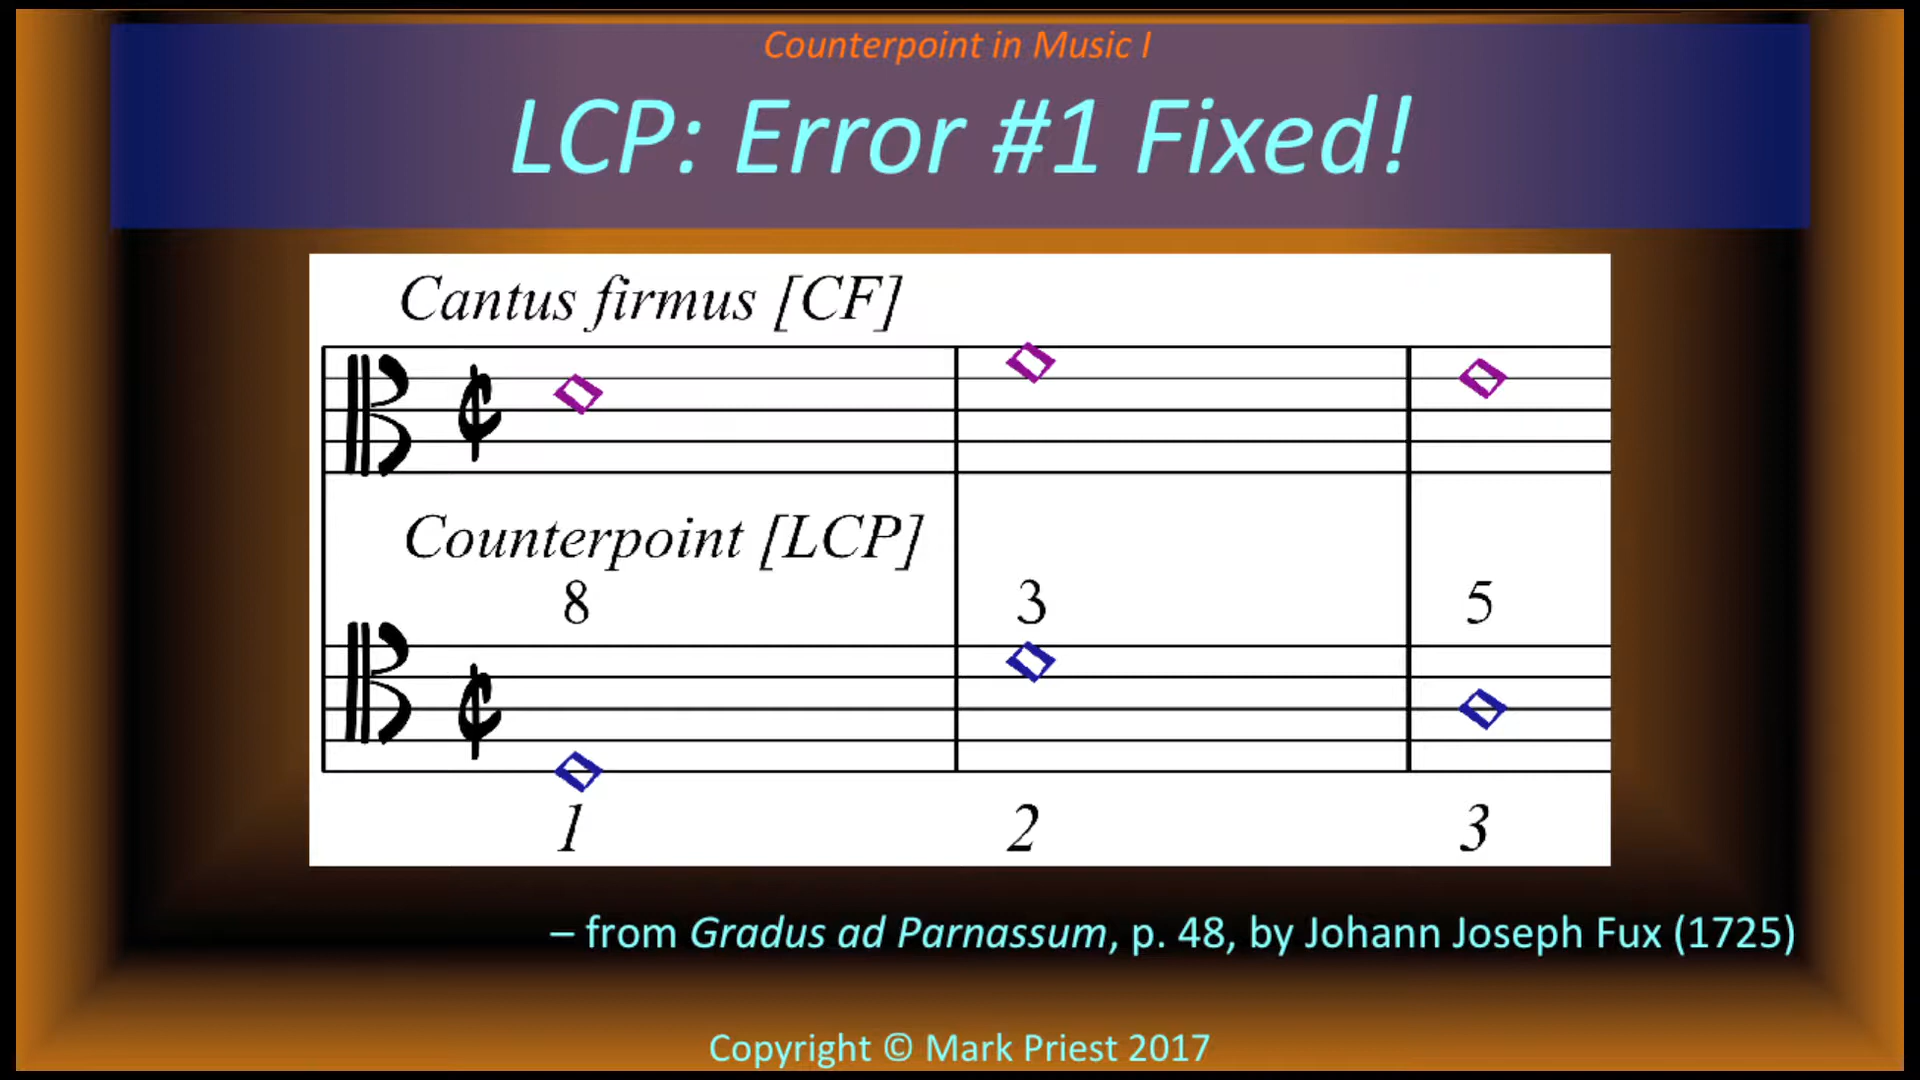 Counterpoint in Music I
LCP: Error #1 Fixed!
Cantus firmus [CF]
Counterpoint [LCP]
8 3 5
1 2 3
– from Gradus ad Parnassum, p. 48, by Johann Joseph Fux (1725)
Copyright © Mark Priest 2017